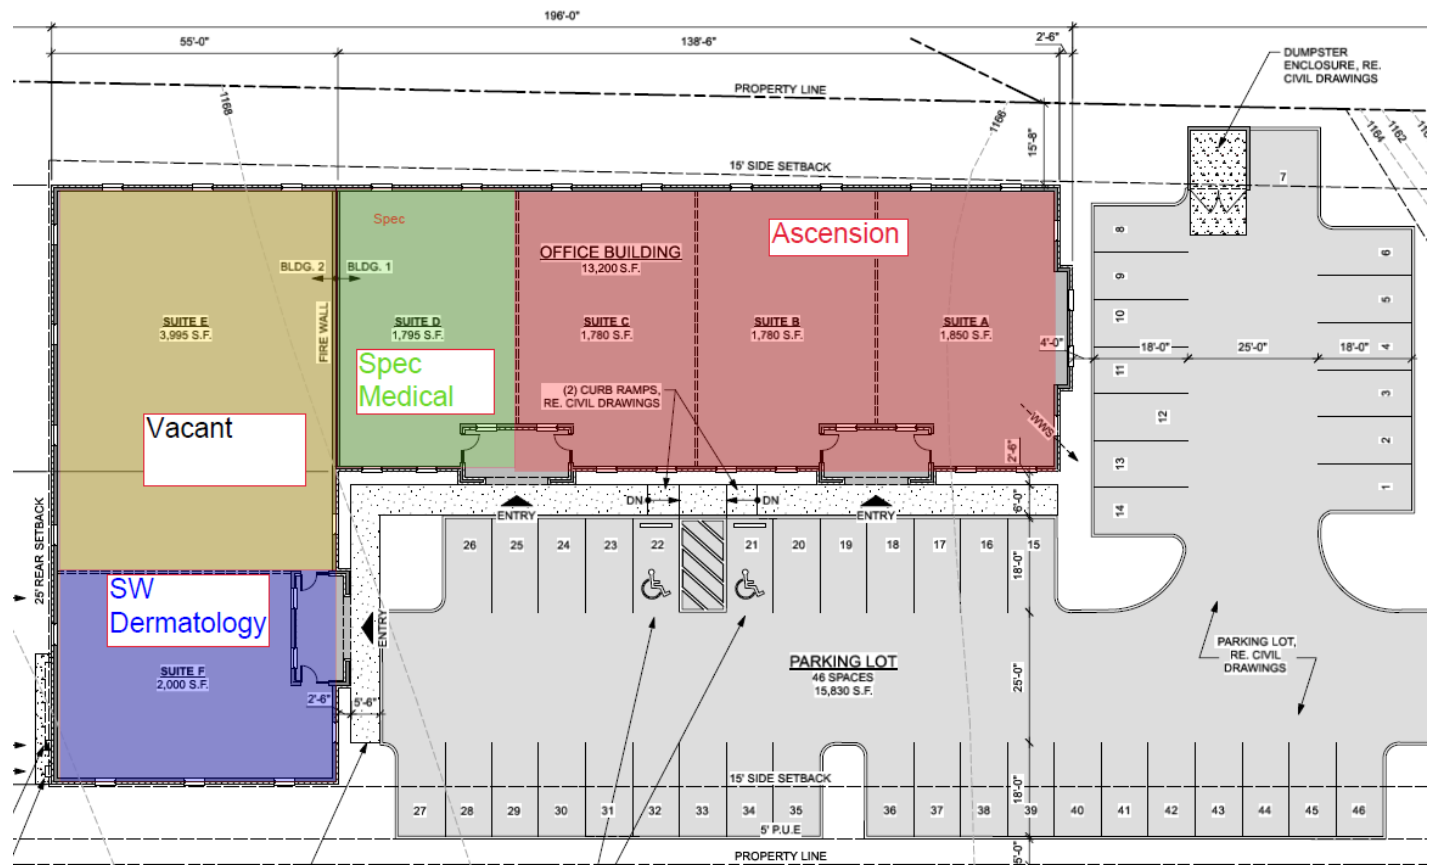 196'-0"
55'-0"
138'-6"
2'-6"
DUMPSTER
ENCLOSURE, RE.
CIVIL DRAWINGS
PROPERTY LINE
1168
1166
15'-8"
1164
1162
15' SIDE SETBACK
7
Spec
Ascension
OFFICE BUILDING
13,200 S.F.
BLDG. 2
BLDG. 1
8
6
9
5
10
SUITE E
3,995 S.F.
FIRE WALL
SUITE D
1,795 S.F.
SUITE C
1,780 S.F.
SUITE B
1,780 S.F.
SUITE A
1,850 S.F.
4'-0"
18'-0"
25'-0"
18'-0"
4
11
3
Spec
Medical
(2) CURB RAMPS,
RE. CIVIL DRAWINGS
12
Vacant
WWS
2
13
2'-6"
1
14
DN
DN
6'-0"
ENTRY
ENTRY
25' REAR SETBACK
26
25
24
23
22
21
20
19
18
17
16
15
18'-0"
SW
Dermatology
ENTRY
SUITE F
2,000 S.F.
2'-6"
5'-6"
PARKING LOT
46 SPACES
15,830 S.F.
25'-0"
PARKING LOT,
RE. CIVIL
DRAWINGS
15' SIDE SETBACK
18'-0"
27
28
29
30
31
32
33
34
35
36
37
38
39
40
41
42
43
44
45
46
5' P.U.E
5'-0"
PROPERTY LINE